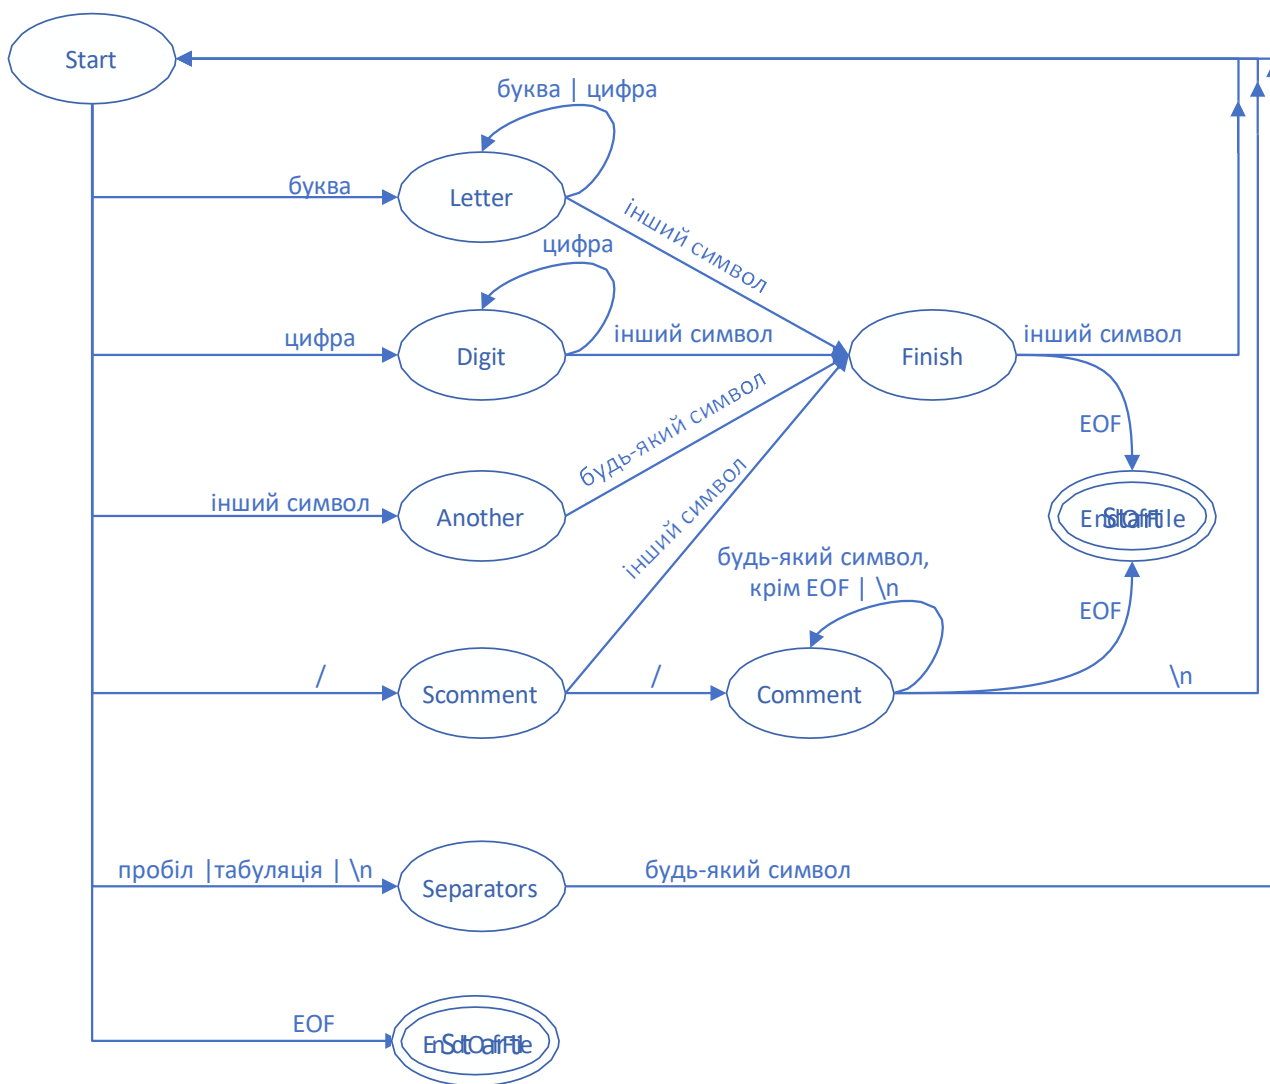 Start
буква | цифра
буква
Letter
інший символ
цифра
цифра
Digit
інший символ
Finish
інший символ
EOF
будь-який символ
інший символ
Another
інший символ
EndOfFile
будь-який символ,
крім EOF | \n
EOF
/
Scomment
/
Comment
\n
пробіл |табуляція | \n
Separators
будь-який символ
EOF
EndOfFile